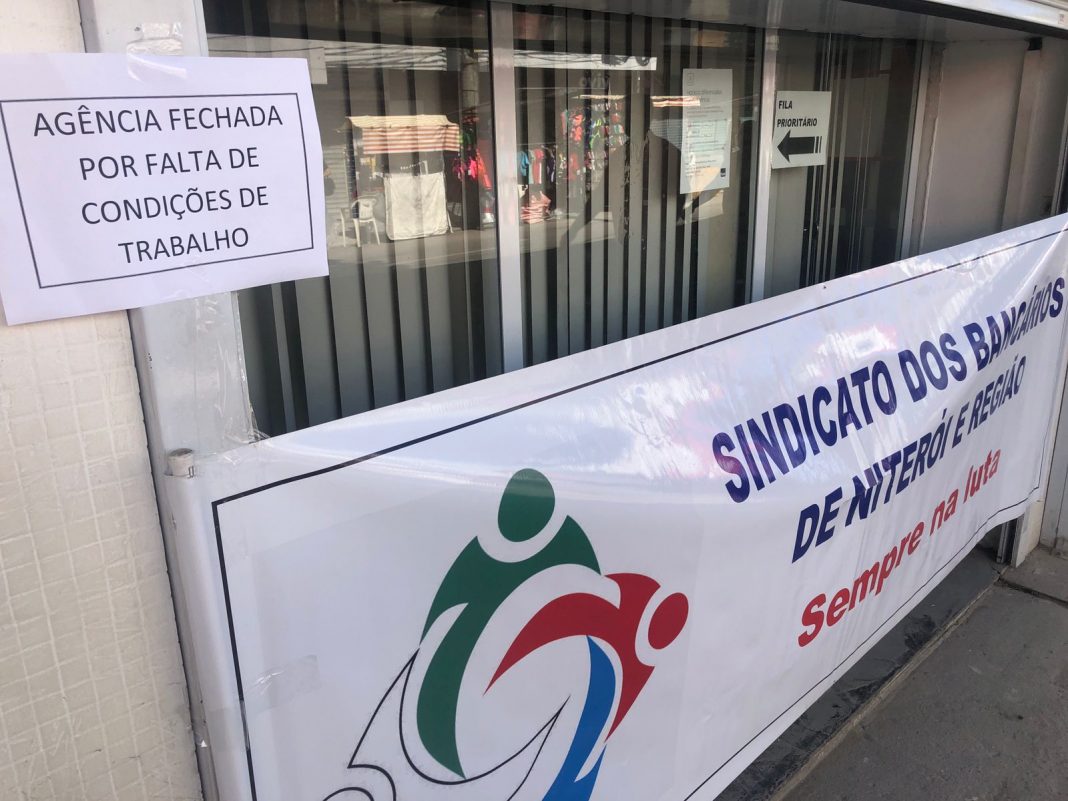 AGÊNCIA FECHADA
POR FALTA DE
CONDIÇÕES DE
TRABALHO
FILA
PRIORITÁRIO
SINDICATO DOS BANCÁRIOS
DE NITERÓI E REGIÃO
Sempre na luta